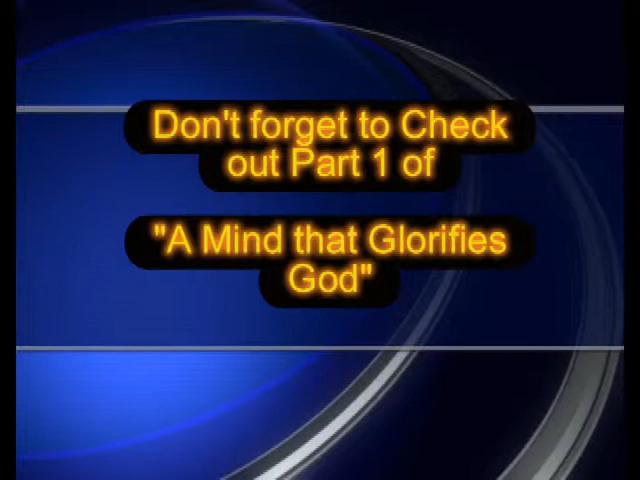 Don't forget to Check
out Part 1 of
"A Mind that Glorifies
God"